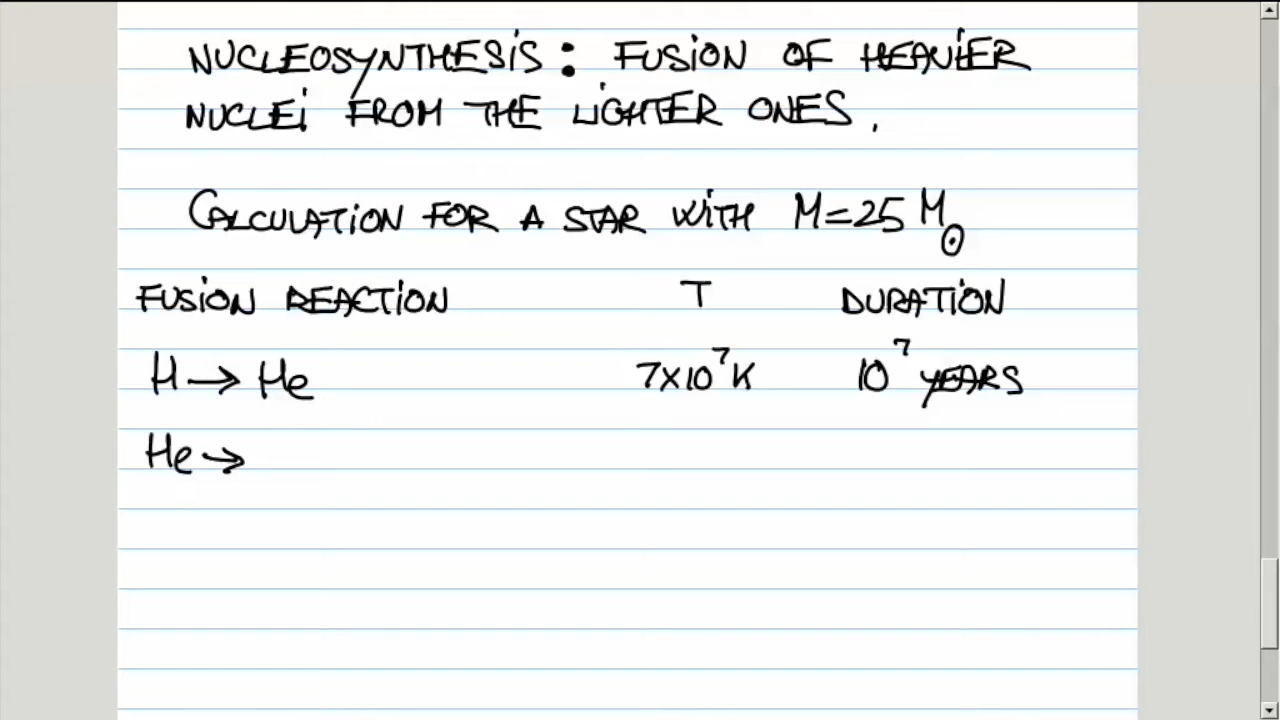 NUCLEOSYNTHESIS: FUSION OF HEAVIER
NUCLEI FROM THE LIGHTER ONES.
CALCULATION FOR A STAR WITH M=25 M☉
FUSION REACTION T DURATION
H → He 7×10⁷K 10⁷ YEARS
He →